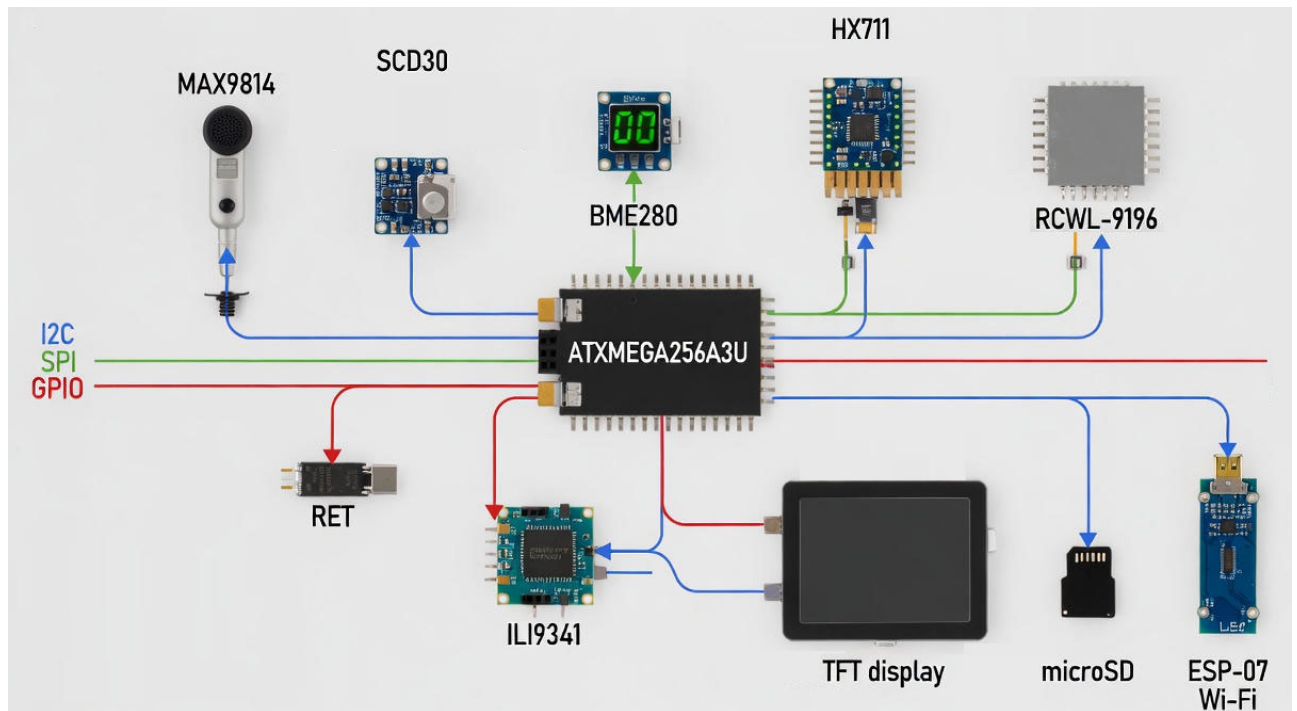 HX711
SCD30
MAX9814
00
BME280
RCWL-9196
I2C
SPI
GPIO
ATXMEGA256A3U
RET
ILI9341
TFT display
microSD
ESP-07
Wi-Fi